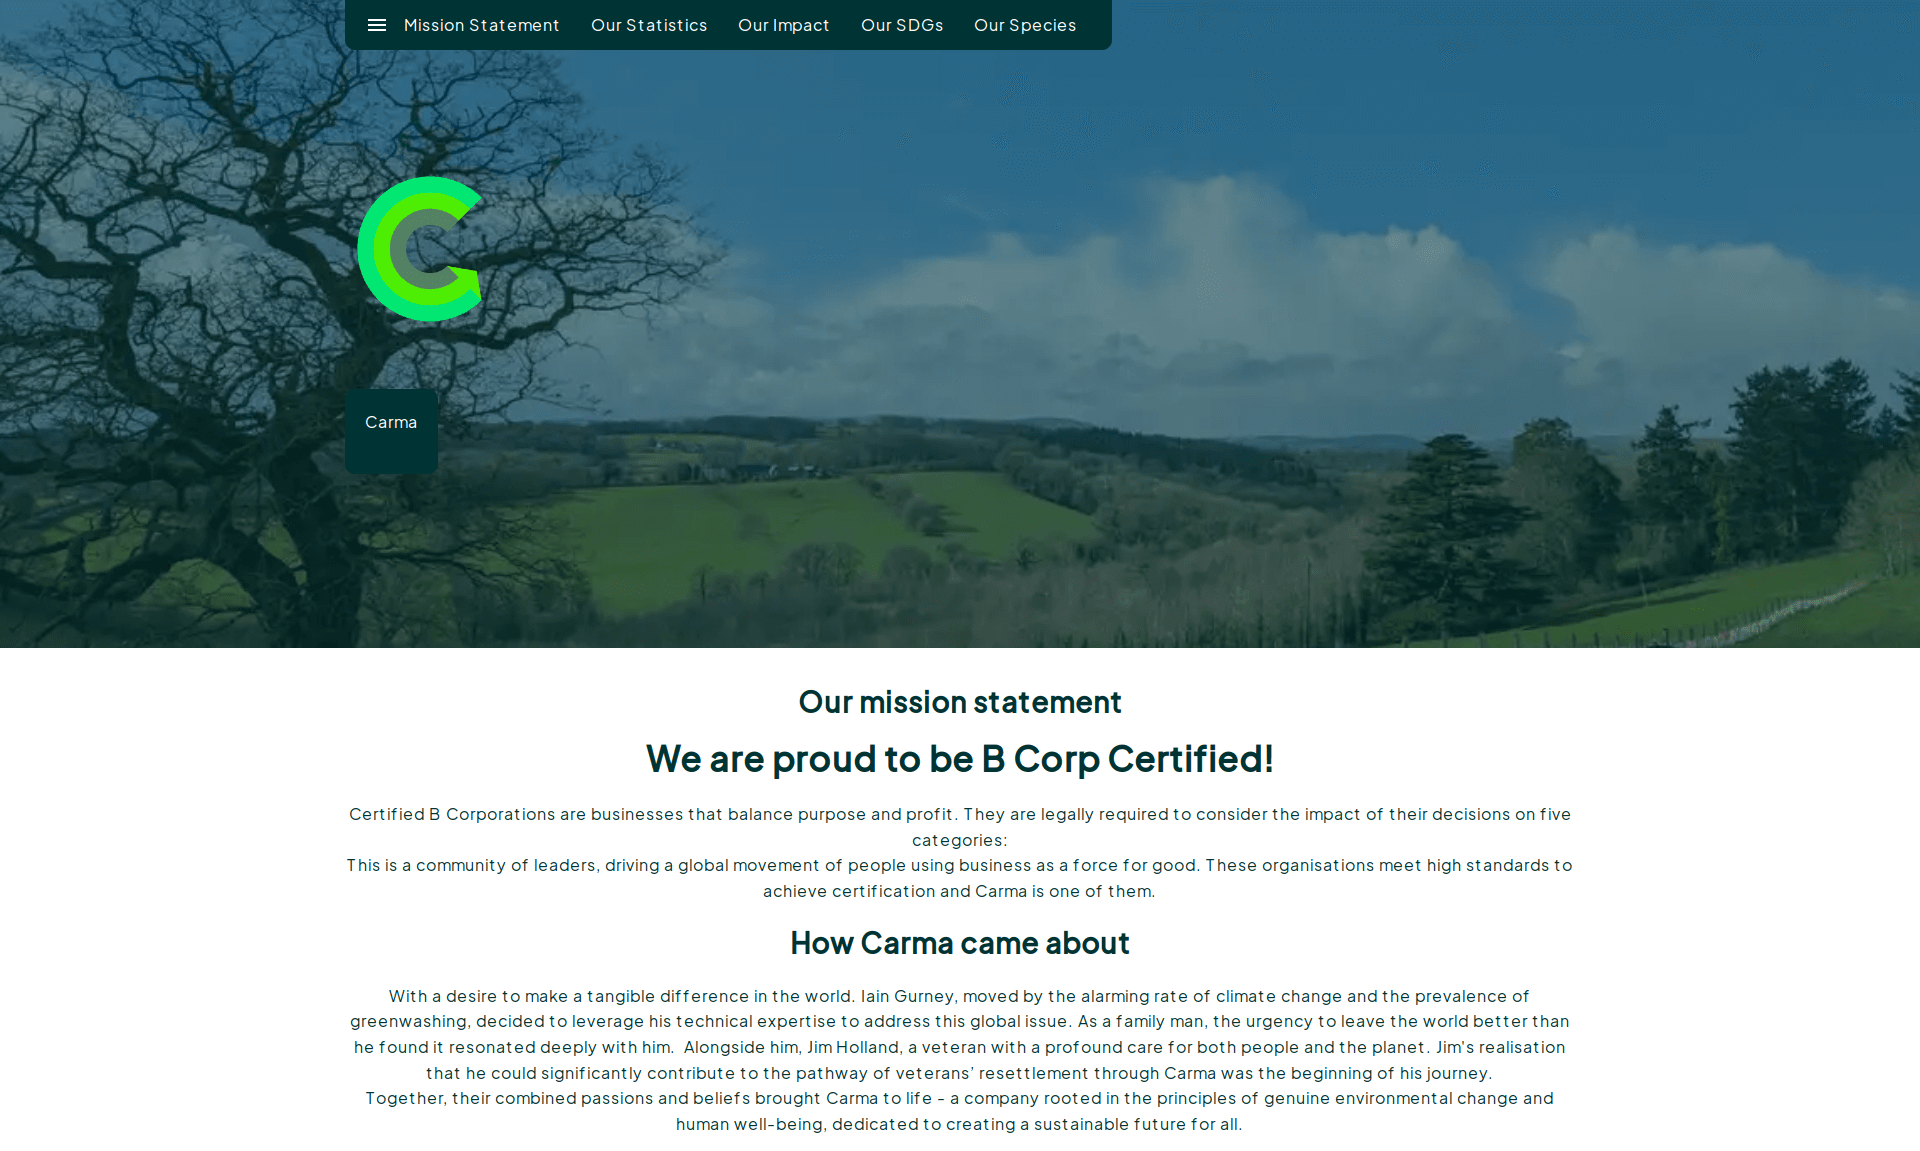 Mission Statement Our Statistics Our Impact Our SDGs Our Species
Carma
Our mission statement
We are proud to be B Corp Certified!
Certified B Corporations are businesses that balance purpose and profit. They are legally required to consider the impact of their decisions on five
categories:
This is a community of leaders, driving a global movement of people using business as a force for good. These organisations meet high standards to
achieve certification and Carma is one of them.
How Carma came about
With a desire to make a tangible difference in the world. Iain Gurney, moved by the alarming rate of climate change and the prevalence of
greenwashing, decided to leverage his technical expertise to address this global issue. As a family man, the urgency to leave the world better than
he found it resonated deeply with him.  Alongside him, Jim Holland, a veteran with a profound care for both people and the planet. Jim's realisation
that he could significantly contribute to the pathway of veterans’ resettlement through Carma was the beginning of his journey.
Together, their combined passions and beliefs brought Carma to life - a company rooted in the principles of genuine environmental change and
human well-being, dedicated to creating a sustainable future for all.